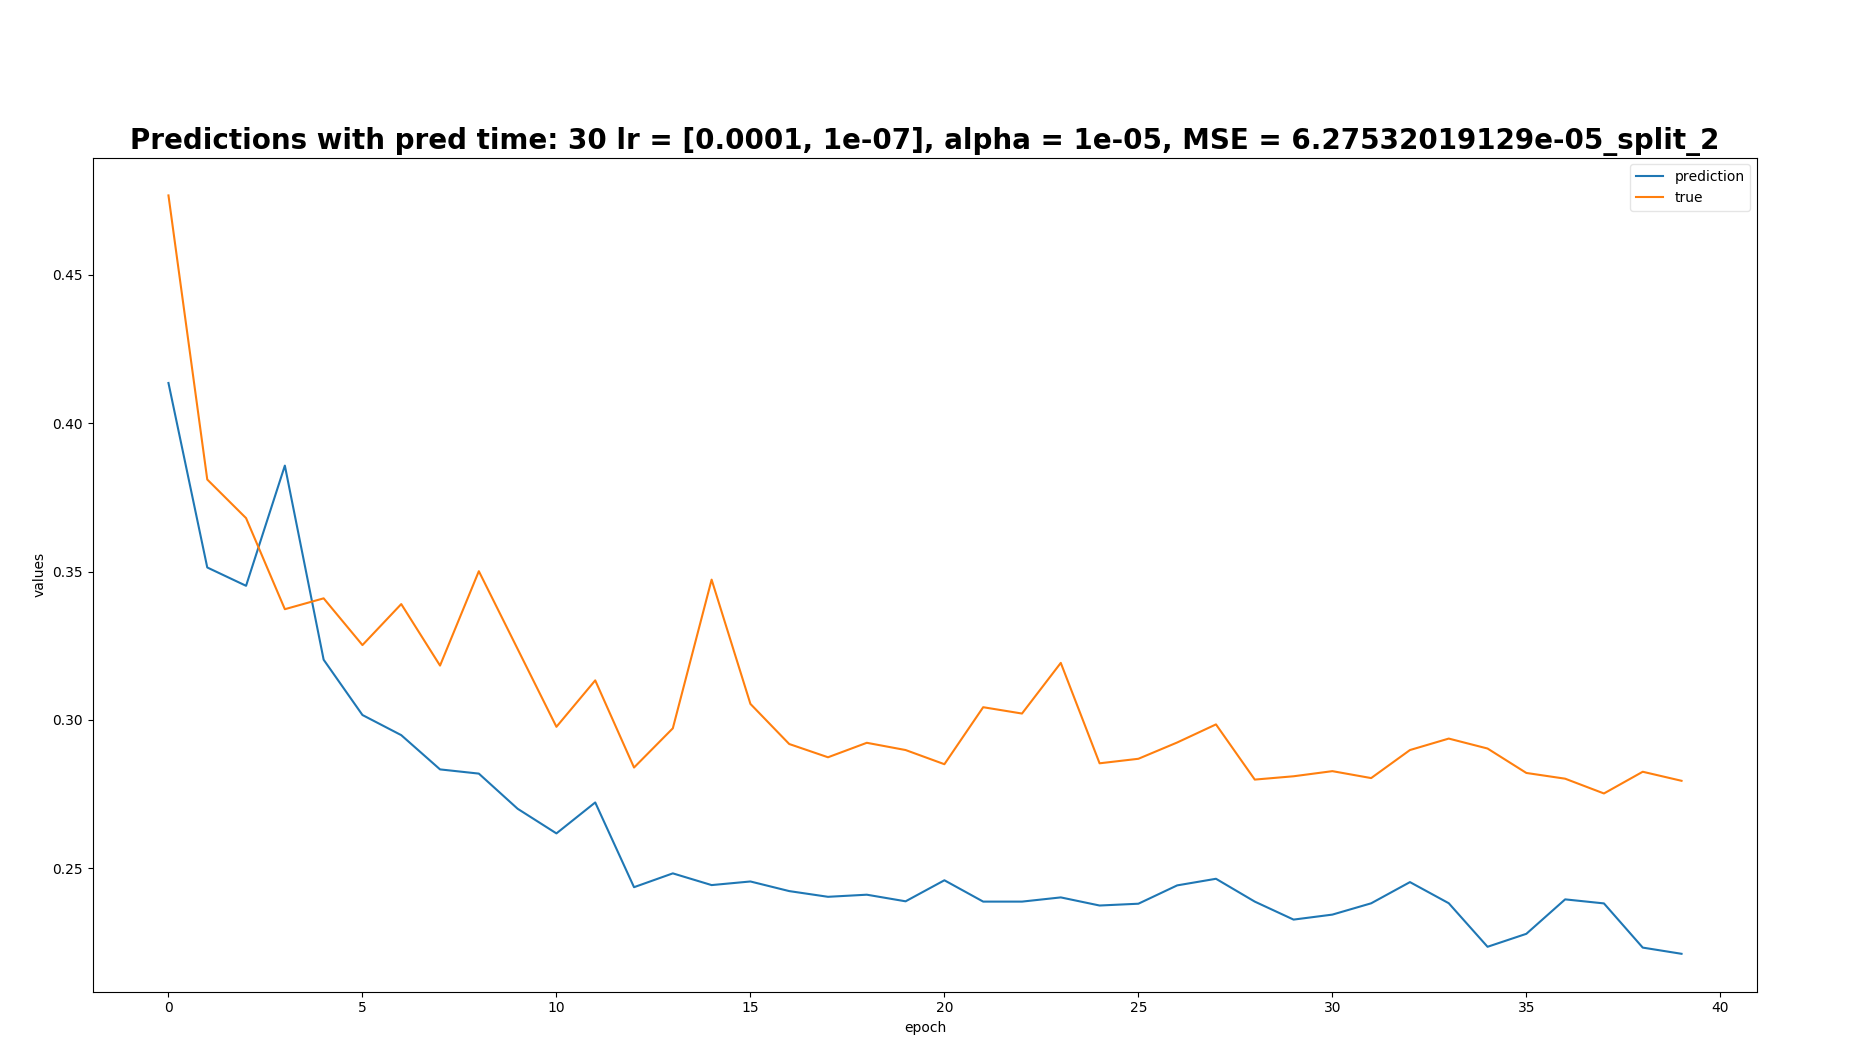 Predictions with pred time: 30 lr = [0.0001, 1e-07], alpha = 1e-05, MSE = 6.27532019129e-05_split_2
prediction
true
0.45
0.40
0.35
0.30
0.25
values
0 5 10 15 20 25 30 35 40
epoch